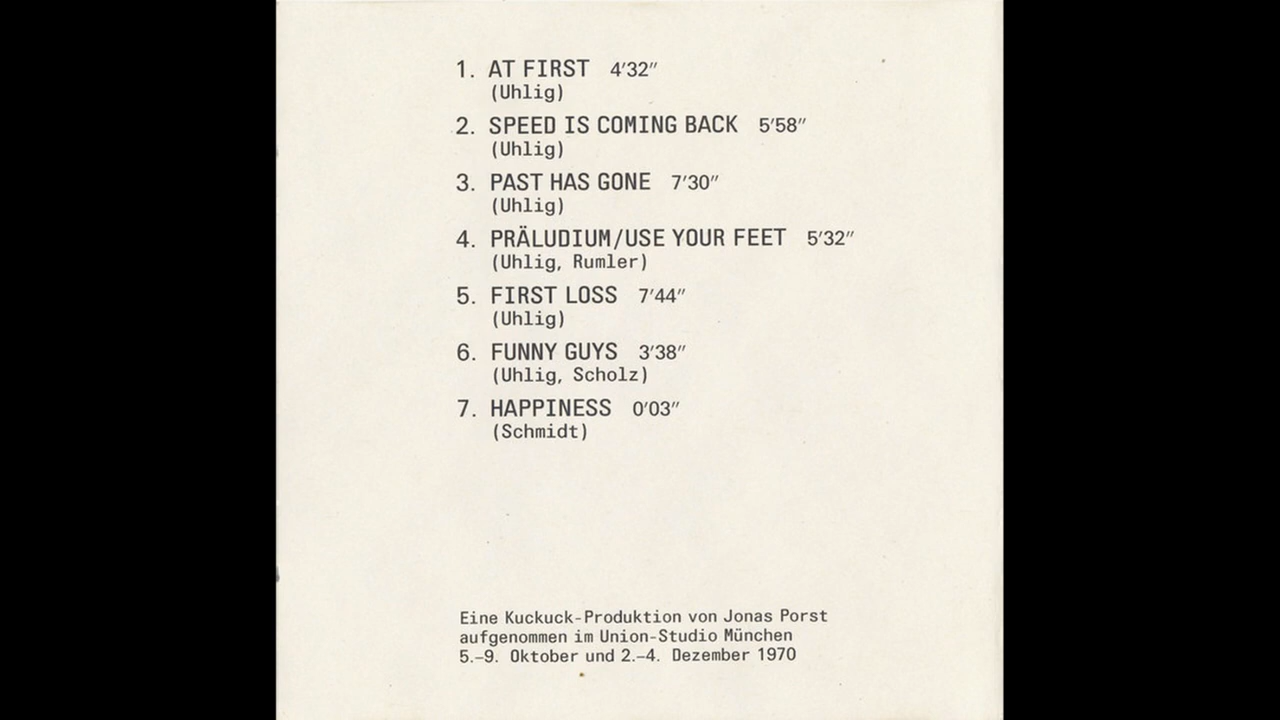 1. AT FIRST 4'32"
(Uhlig)
2. SPEED IS COMING BACK 5'58"
(Uhlig)
3. PAST HAS GONE 7'30"
(Uhlig)
4. PRÄLUDIUM/USE YOUR FEET 5'32"
(Uhlig, Rumler)
5. FIRST LOSS 7'44"
(Uhlig)
6. FUNNY GUYS 3'38"
(Uhlig, Scholz)
7. HAPPINESS 0'03"
(Schmidt)
Eine Kuckuck-Produktion von Jonas Porst
aufgenommen im Union-Studio München
5.–9. Oktober und 2.–4. Dezember 1970